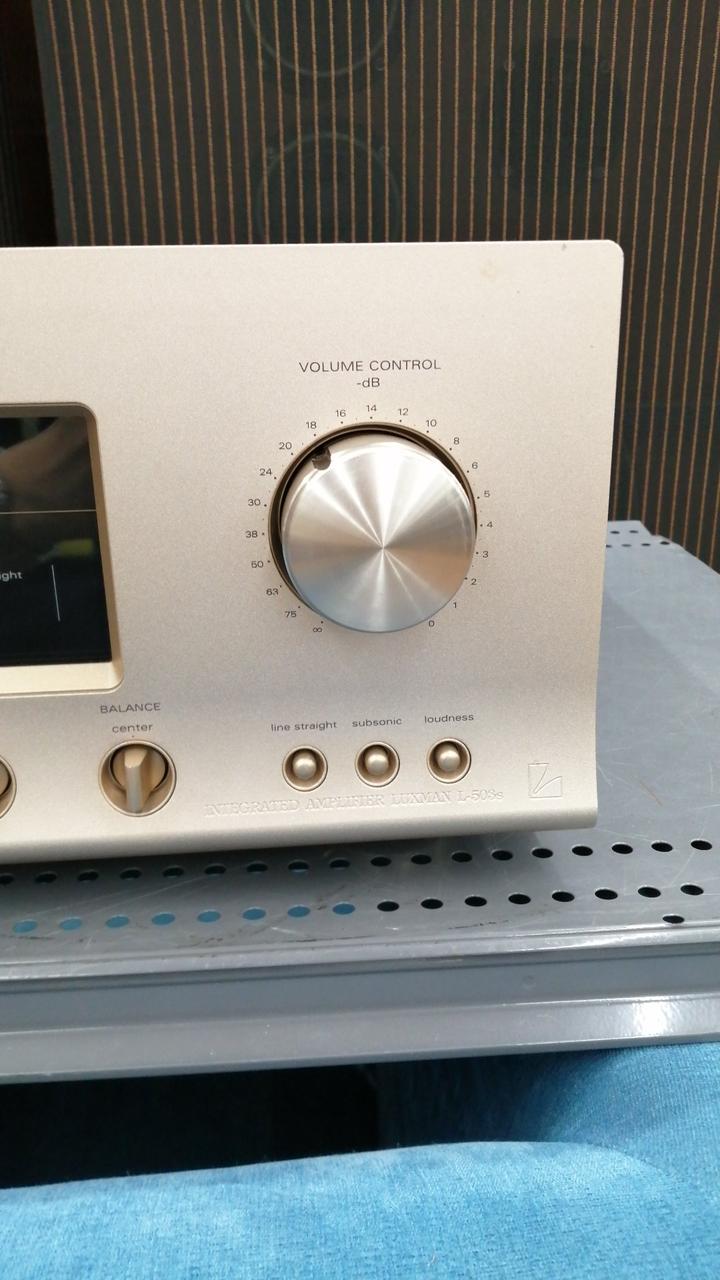 VOLUME CONTROL
-dB
∞ 75 63 50 38 30 24 20 18 16 14 12 10 8 6 5 4 3 2 1 0
ight
BALANCE
center
line straight subsonic loudness
INTEGRATED AMPLIFIER LUXMAN L-503s